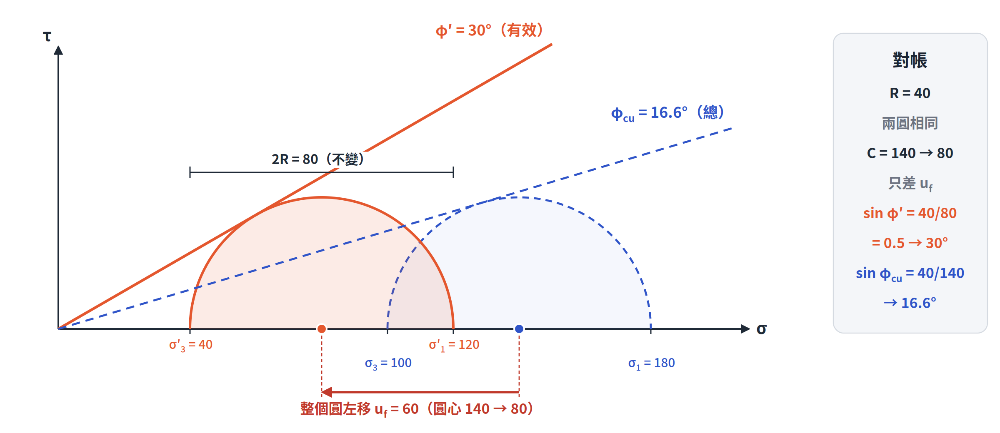 τ
φ′ = 30°（有效）
φcu = 16.6°（總）
2R = 80（不變）
σ
σ′3 = 40
σ′1 = 120
σ3 = 100
σ1 = 180
整個圓左移 uf = 60（圓心 140 → 80）
對帳
R = 40
兩圓相同
C = 140 → 80
只差 uf
sin φ′ = 40/80
= 0.5 → 30°
sin φcu = 40/140
→ 16.6°